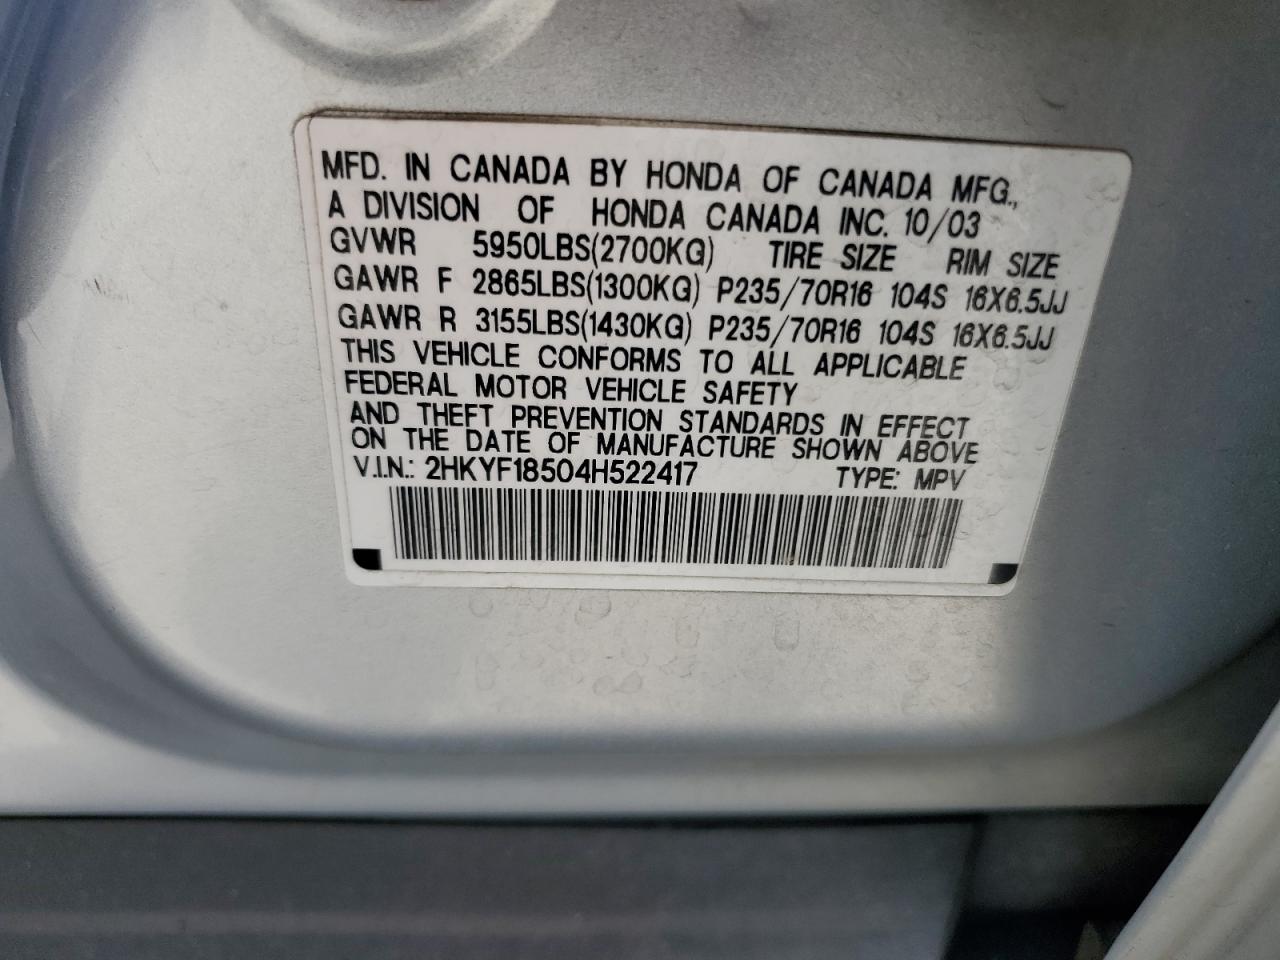 MFD. IN CANADA BY HONDA OF CANADA MFG.,
A DIVISION OF HONDA CANADA INC. 10/03
GVWR 5950LBS(2700KG) TIRE SIZE RIM SIZE
GAWR F 2865LBS(1300KG) P235/70R16 104S 16X6.5JJ
GAWR R 3155LBS(1430KG) P235/70R16 104S 16X6.5JJ
THIS VEHICLE CONFORMS TO ALL APPLICABLE
FEDERAL MOTOR VEHICLE SAFETY
AND THEFT PREVENTION STANDARDS IN EFFECT
ON THE DATE OF MANUFACTURE SHOWN ABOVE
V.I.N.: 2HKYF18504H522417 TYPE: MPV